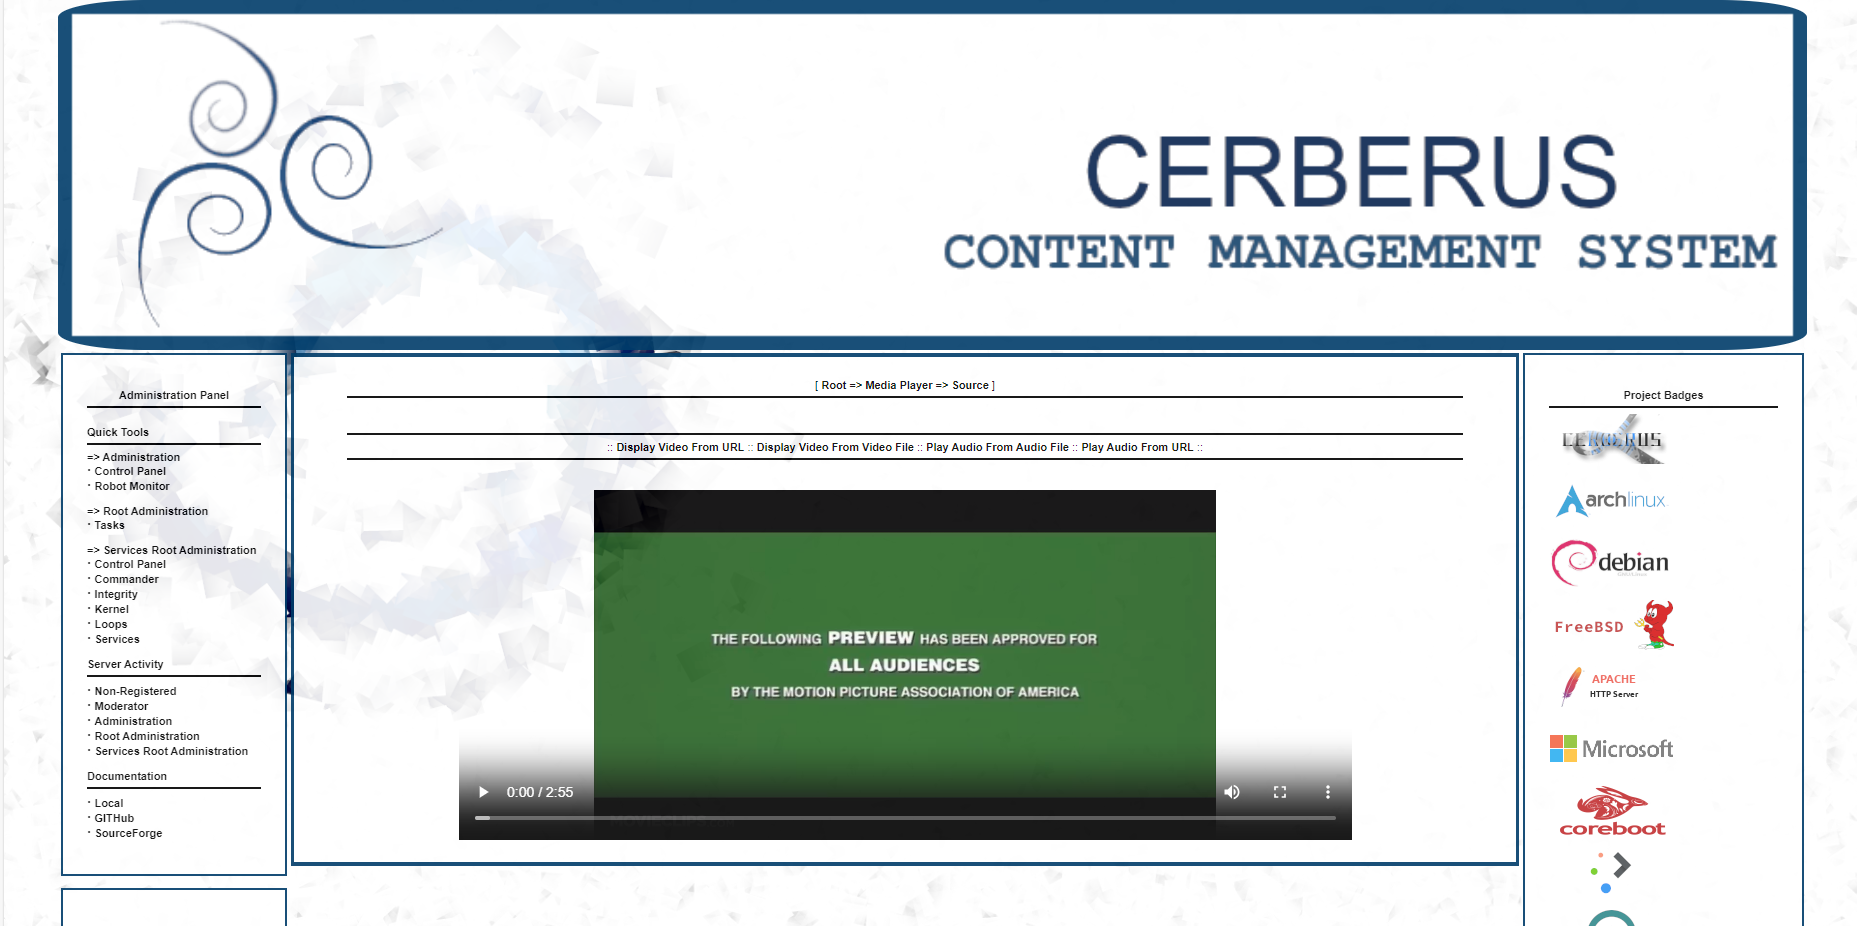 CERBERUS
CONTENT MANAGEMENT SYSTEM
Administration Panel
Quick Tools
=> Administration
· Control Panel
· Robot Monitor
=> Root Administration
· Tasks
=> Services Root Administration
· Control Panel
· Commander
· Integrity
· Kernel
· Loops
· Services
Server Activity
· Non-Registered
· Moderator
· Administration
· Root Administration
· Services Root Administration
Documentation
· Local
· GITHub
· SourceForge
[ Root => Media Player => Source ]
:: Display Video From URL :: Display Video From Video File :: Play Audio From Audio File :: Play Audio From URL ::
THE FOLLOWING PREVIEW HAS BEEN APPROVED FOR
ALL AUDIENCES
BY THE MOTION PICTURE ASSOCIATION OF AMERICA
0:00 / 2:55
Project Badges
CERBERUS
archlinux
debian
FreeBSD
APACHE
HTTP Server
Microsoft
coreboot